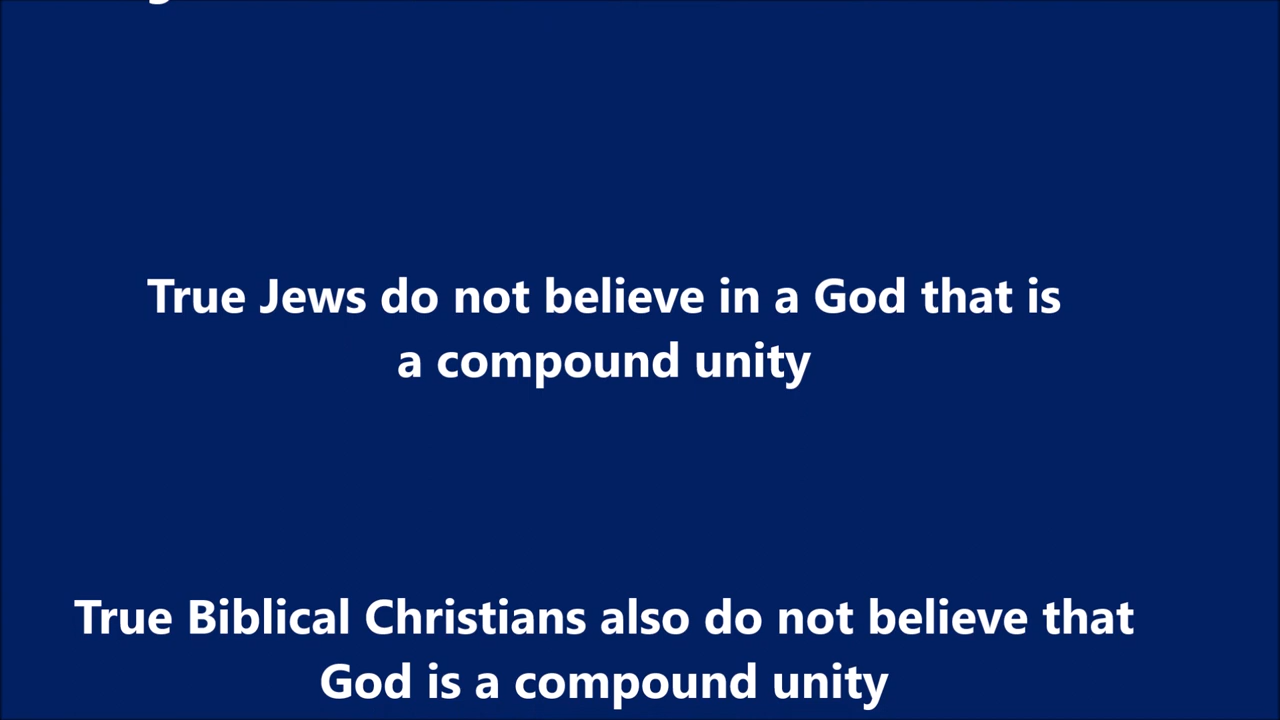 True Jews do not believe in a God that is
a compound unity
True Biblical Christians also do not believe that
God is a compound unity